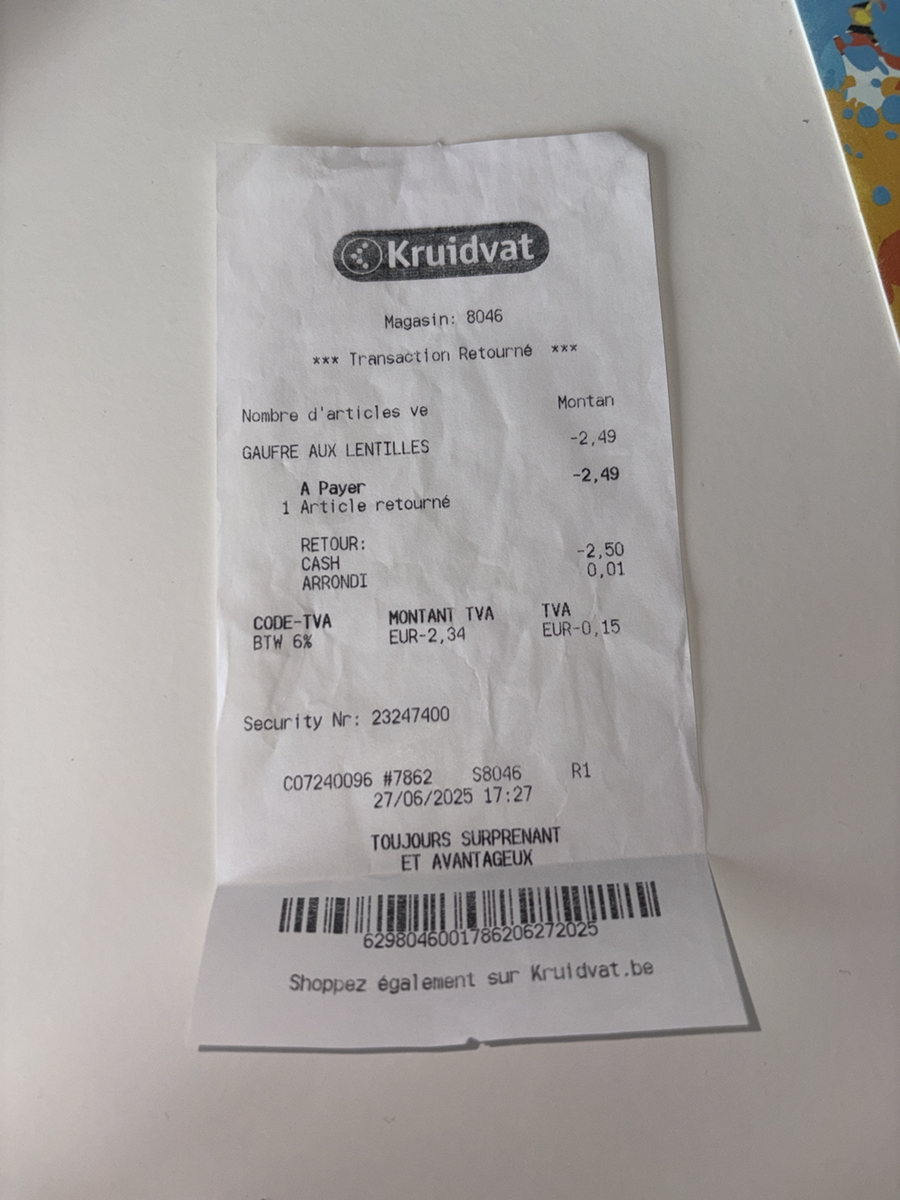 Kruidvat
Magasin: 8046
*** Transaction Retourné ***
Nombre d'articles ve Montan
GAUFRE AUX LENTILLES -2,49
A Payer -2,49
1 Article retourné
RETOUR:
CASH -2,50
ARRONDI 0,01
CODE-TVA MONTANT TVA TVA
BTW 6% EUR-2,34 EUR-0,15
Security Nr: 23247400
C07240096 #7862 S8046 R1
27/06/2025 17:27
TOUJOURS SURPRENANT
ET AVANTAGEUX
6298046001786206272025
Shoppez également sur Kruidvat.be